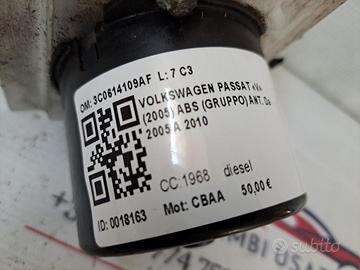 OM: 3C0614109AF L: 7 C3
VOLKSWAGEN PASSAT
(2005) ABS (GRUPPO) ANT. Da
2005 A 2010
CC:1968 diesel
ID: 0018163 Mot: CBAA 50,00 €
subito